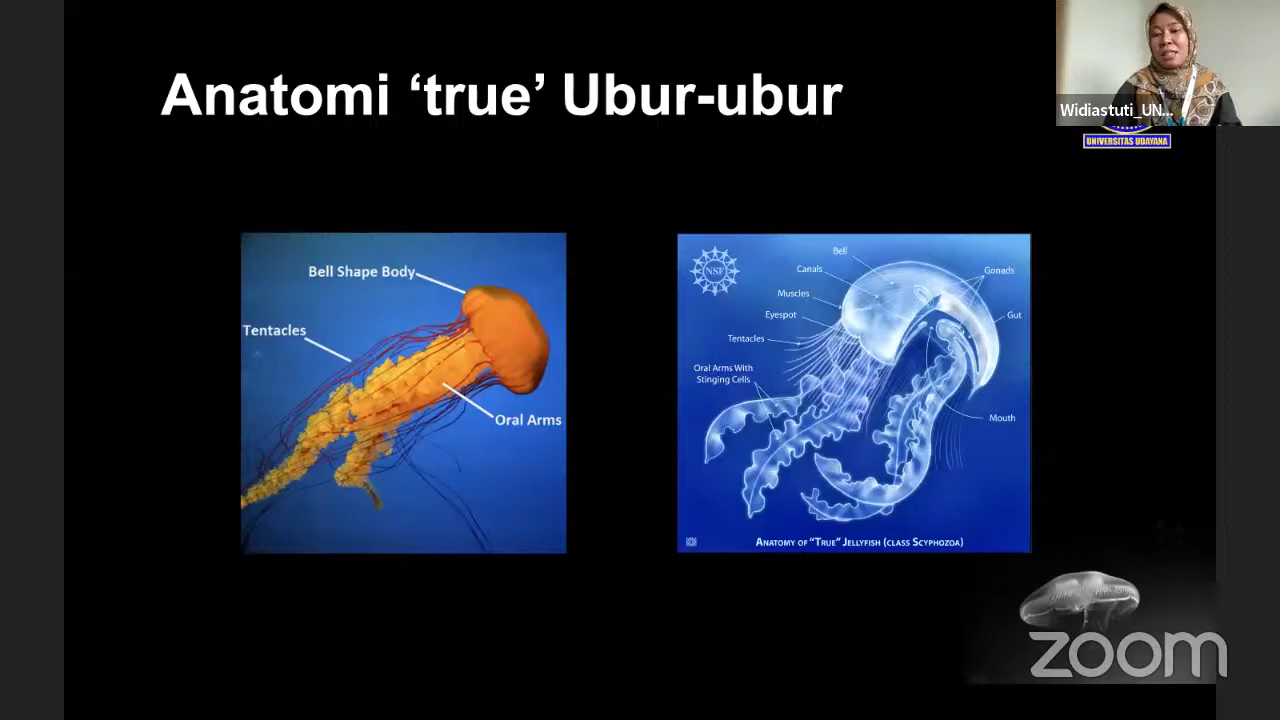 Anatomi ‘true’ Ubur-ubur
Widiastuti_UN...
UNIVERSITAS UDAYANA
Bell Shape Body
Tentacles
Oral Arms
NSF
Bell
Canals
Gonads
Muscles
Eyespot
Gut
Tentacles
Oral Arms With
Stinging Cells
Mouth
Anatomy of "True" Jellyfish (class Scyphozoa)
zoom